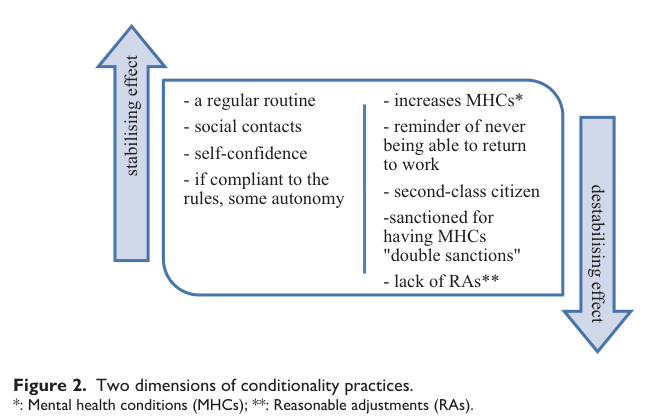 stabilising effect
- a regular routine
- social contacts
- self-confidence
- if compliant to the
rules, some autonomy
- increases MHCs*
- reminder of never
being able to return
to work
- second-class citizen
-sanctioned for
having MHCs
"double sanctions"
- lack of RAs**
destabilising effect
Figure 2. Two dimensions of conditionality practices.
*: Mental health conditions (MHCs); **: Reasonable adjustments (RAs).